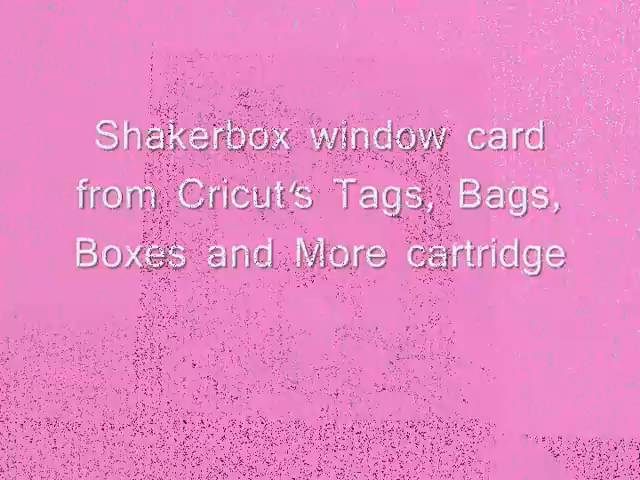 Shakerbox window card
from Cricut's Tags, Bags,
Boxes and More cartridge